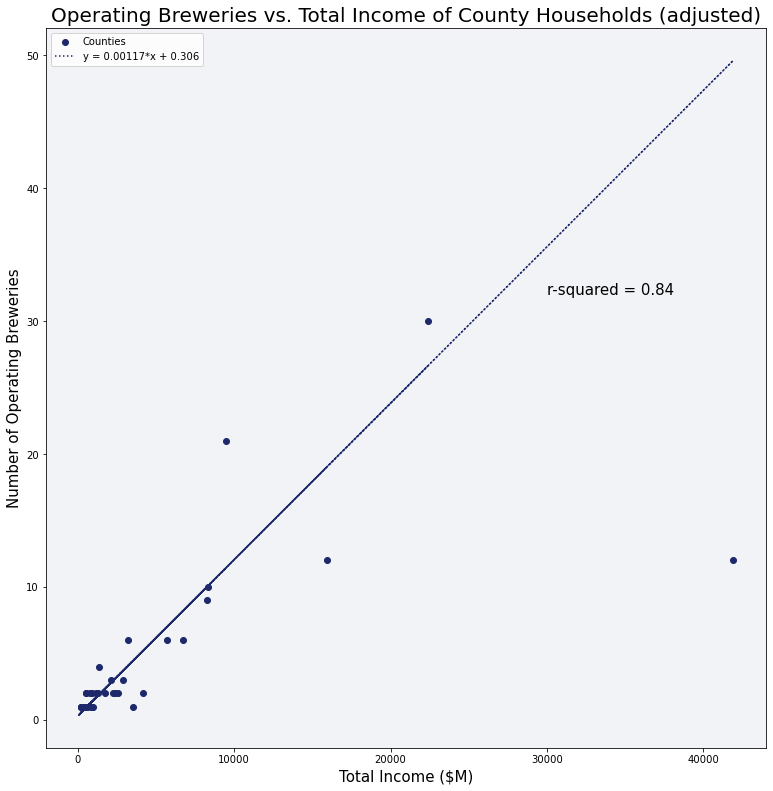 Operating Breweries vs. Total Income of County Households (adjusted)
Counties
y = 0.00117*x + 0.306
50
40
30
20
10
0
Number of Operating Breweries
r-squared = 0.84
0 10000 20000 30000 40000
Total Income ($M)